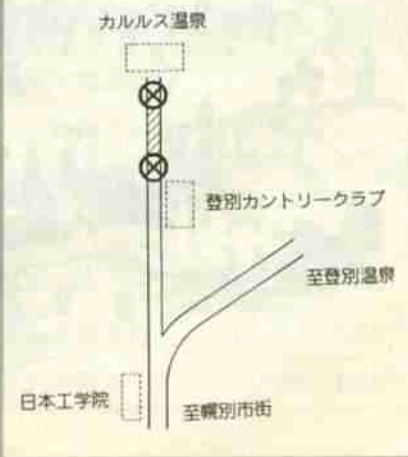 カルルス温泉
登別カントリークラブ
至登別温泉
日本工学院
至幌別市街